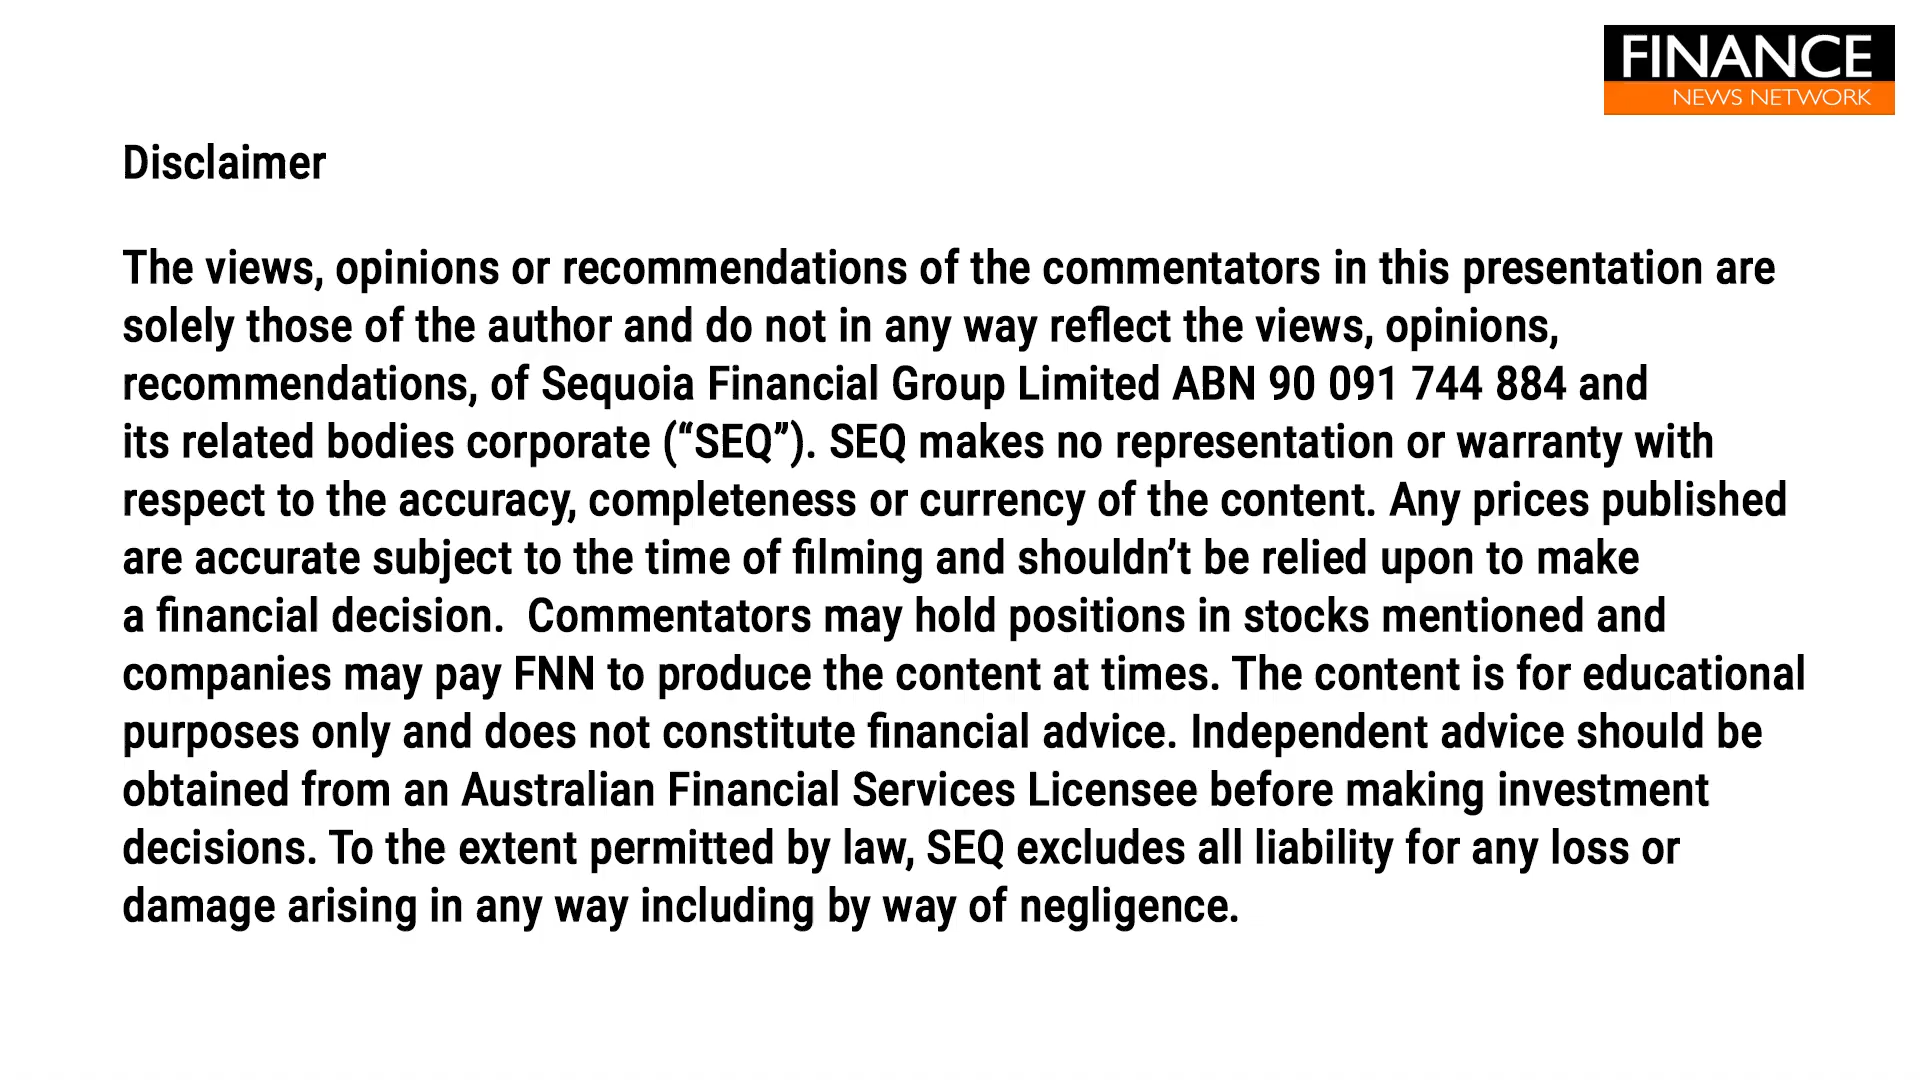 FINANCE
NEWS NETWORK
Disclaimer
The views, opinions or recommendations of the commentators in this presentation are
solely those of the author and do not in any way reflect the views, opinions,
recommendations, of Sequoia Financial Group Limited ABN 90 091 744 884 and
its related bodies corporate (“SEQ”). SEQ makes no representation or warranty with
respect to the accuracy, completeness or currency of the content. Any prices published
are accurate subject to the time of filming and shouldn’t be relied upon to make
a financial decision.  Commentators may hold positions in stocks mentioned and
companies may pay FNN to produce the content at times. The content is for educational
purposes only and does not constitute financial advice. Independent advice should be
obtained from an Australian Financial Services Licensee before making investment
decisions. To the extent permitted by law, SEQ excludes all liability for any loss or
damage arising in any way including by way of negligence.